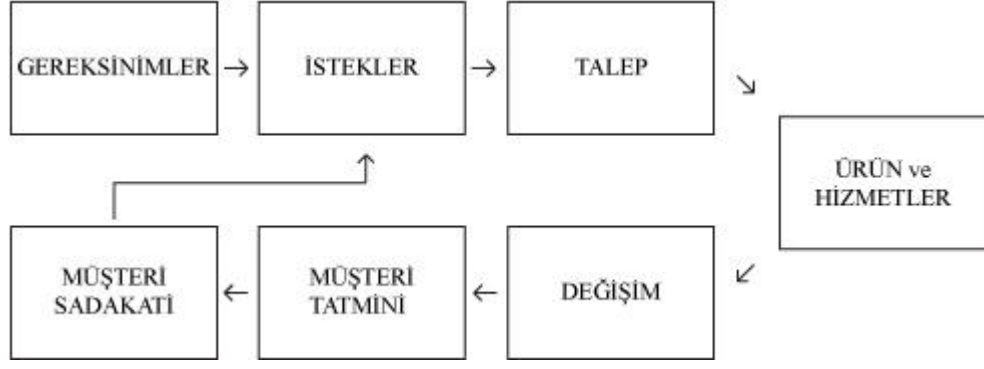 GEREKSİNİMLER
İSTEKLER
TALEP
ÜRÜN ve
HİZMETLER
DEĞİŞİM
MÜŞTERİ
TATMİNİ
MÜŞTERİ
SADAKATİ